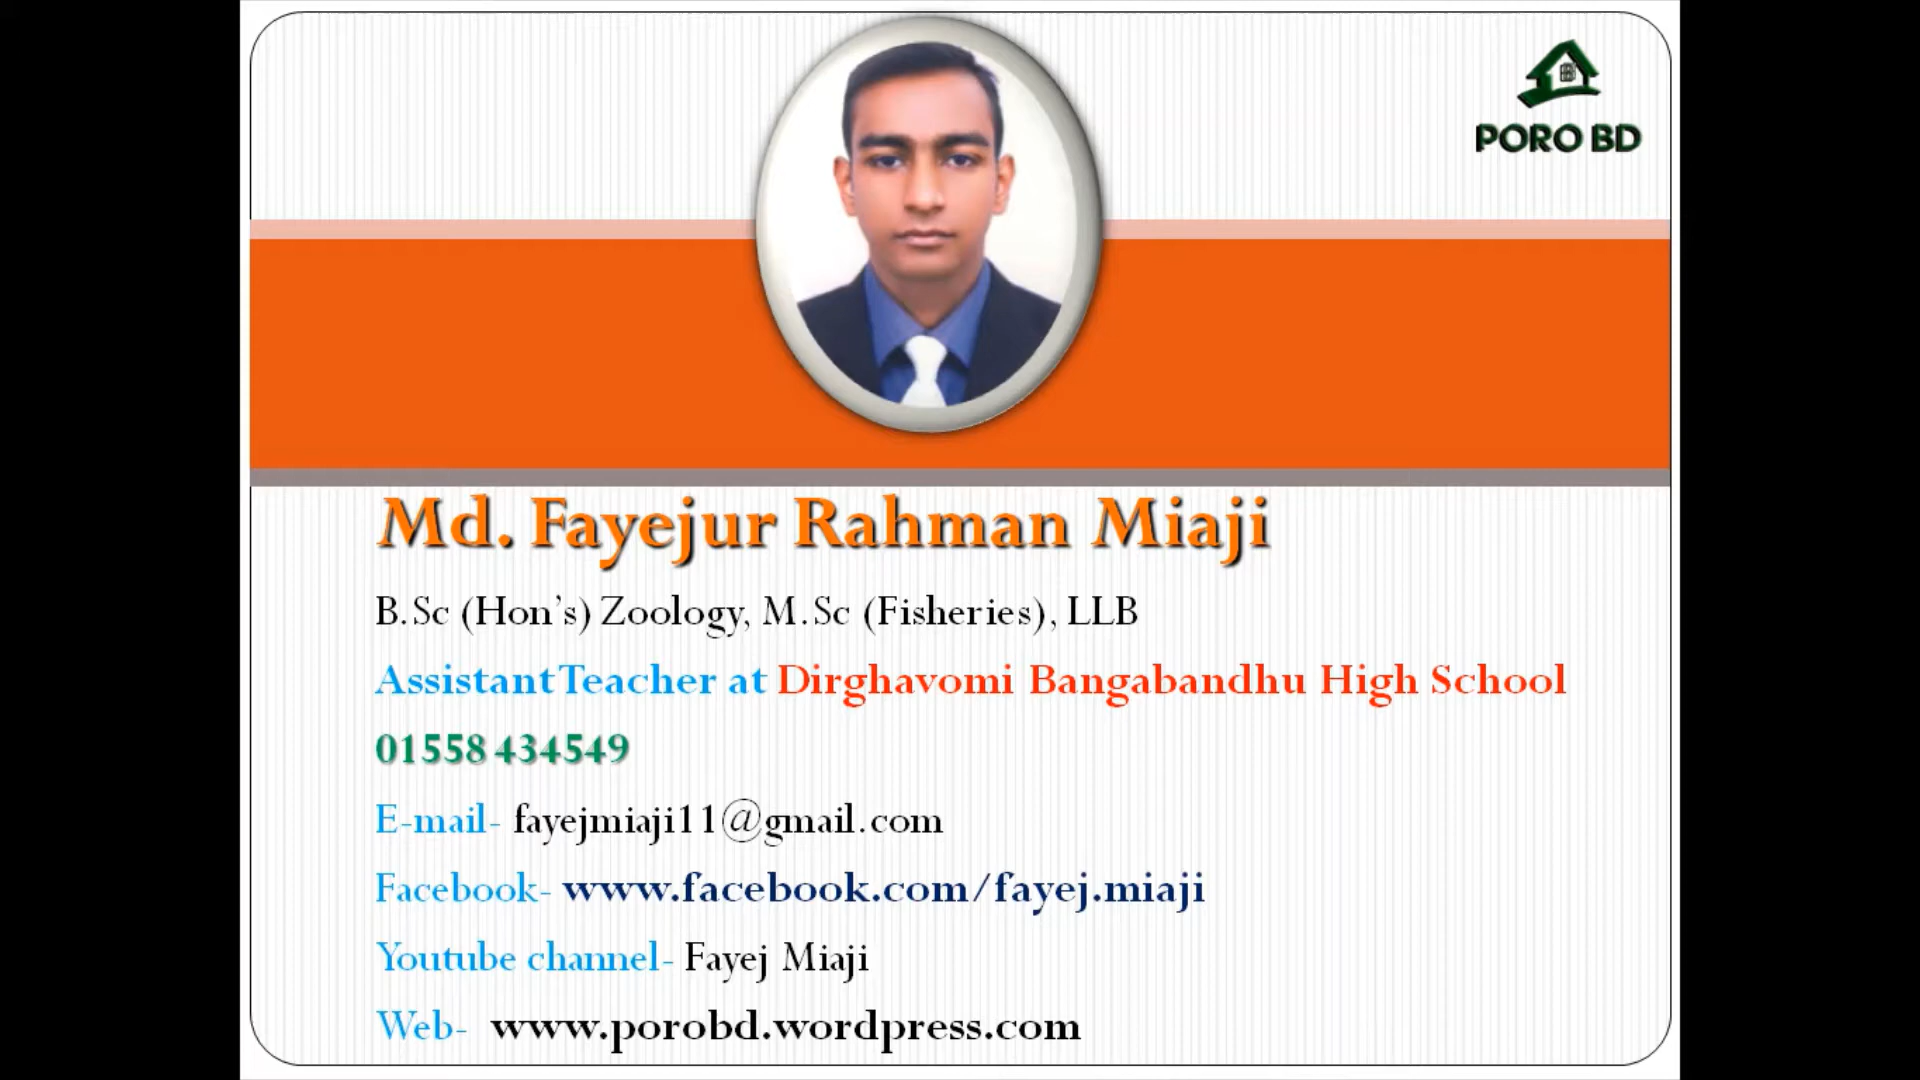 PORO BD
Md. Fayejur Rahman Miaji
B.Sc (Hon's) Zoology, M.Sc (Fisheries), LLB
Assistant Teacher at Dirghavomi Bangabandhu High School
01558 434549
E-mail- fayejmiaji11@gmail.com
Facebook- www.facebook.com/fayej.miaji
Youtube channel- Fayej Miaji
Web- www.porobd.wordpress.com